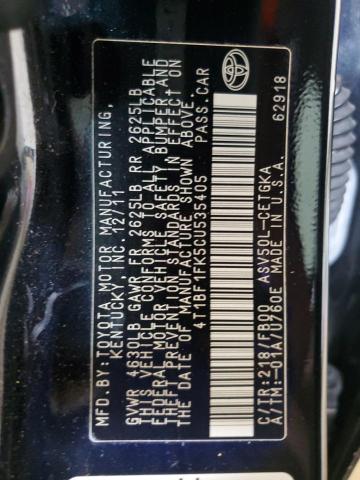 MFD. BY: TOYOTA MOTOR MANUFACTURING,
KENTUCKY, INC. 12/11
GVWR 4630LB GAWR FR 2625LB RR 2625LB
THIS VEHICLE CONFORMS TO ALL APPLICABLE
FEDERAL MOTOR VEHICLE SAFETY, BUMPER, AND
THEFT PREVENTION STANDARDS IN EFFECT ON
THE DATE OF MANUFACTURE SHOWN ABOVE.
4T1BF1FK5CU535405 PASS.CAR
C/TR:218/FB00 ASV50L-CETGKA
A/TM:-01A/U760E MADE IN U.S.A.
62918